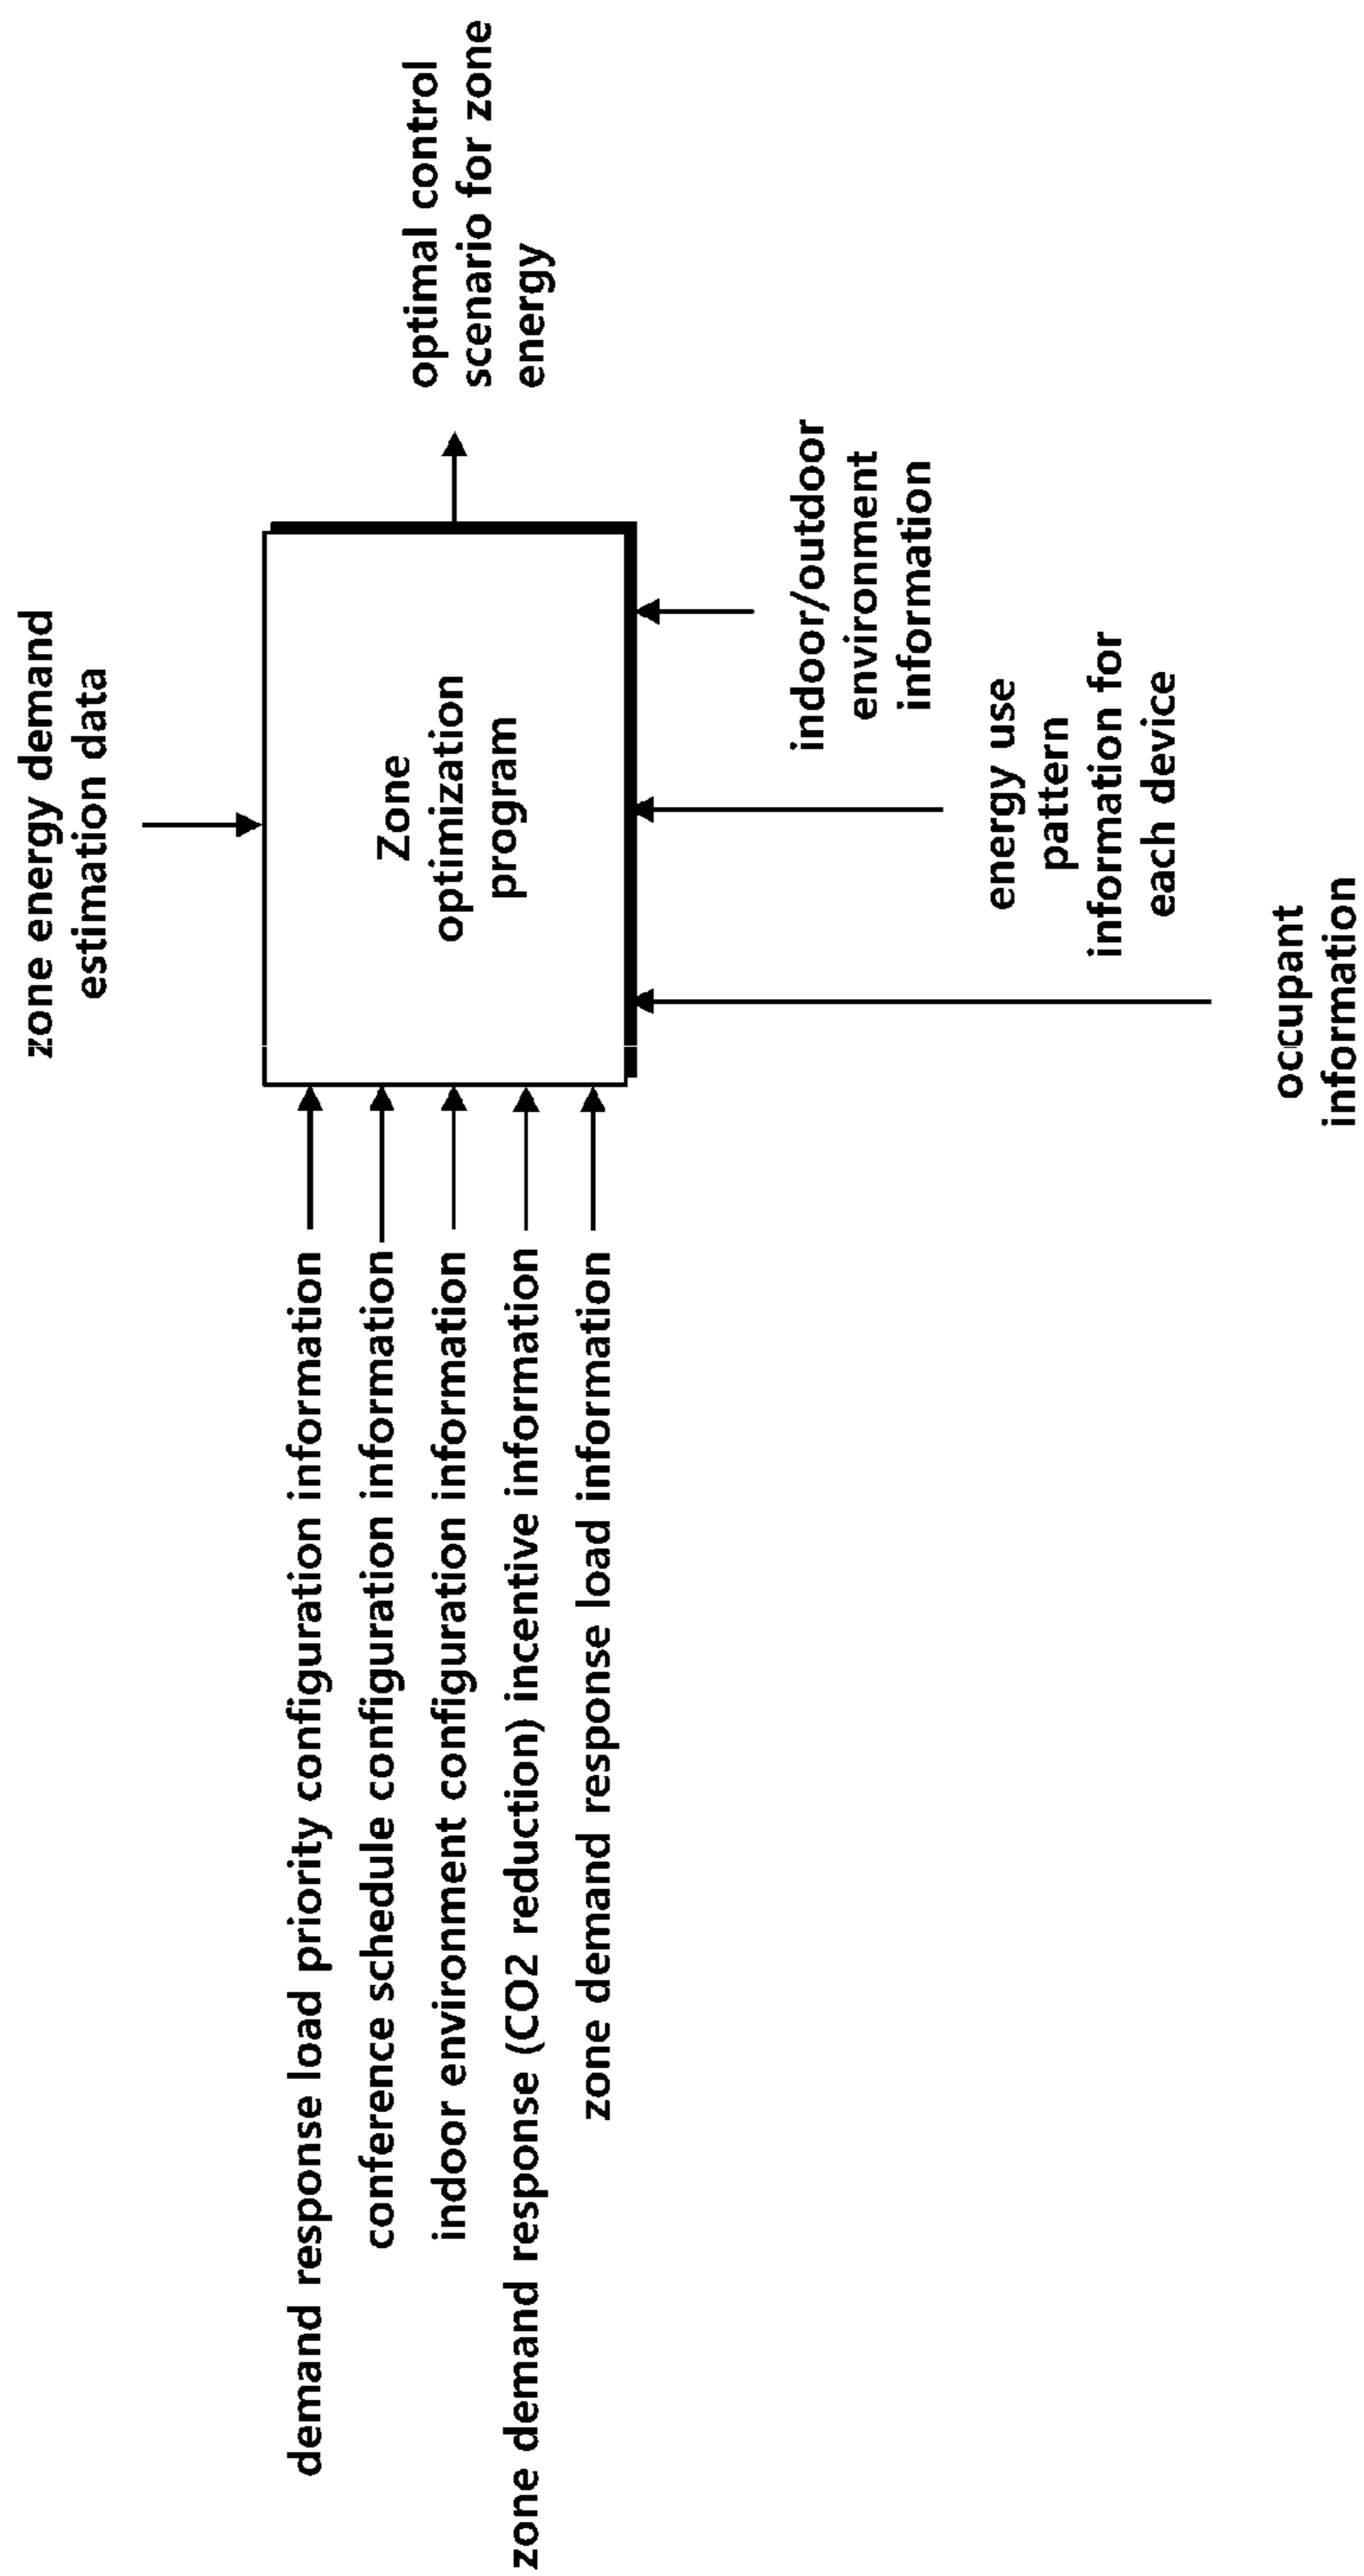 zone energy demand
estimation data
demand response load priority configuration information
conference schedule configuration information
indoor environment configuration information
zone demand response (CO2 reduction) incentive information
zone demand response load information
Zone
optimization
program
optimal control
scenario for zone
energy
occupant
information
energy use
pattern
information for
each device
indoor/outdoor
environment
information